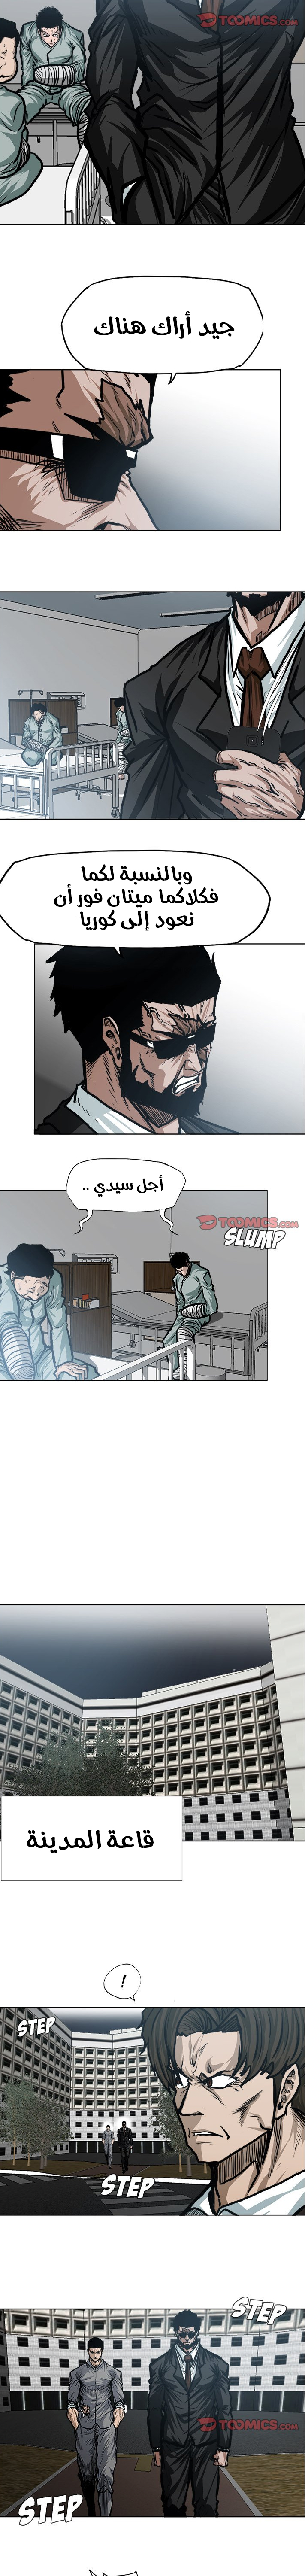 TOOMICS.COM
جيد أراك هناك
وبالنسبة لكما
فكلاكما ميتان فور أن
نعود إلى كوريا
أجل سيدي ..
TOOMICS.COM
SLUMP
قاعة المدينة
!
STEP
STEP
STEP
TOOMICS.COM
STEP